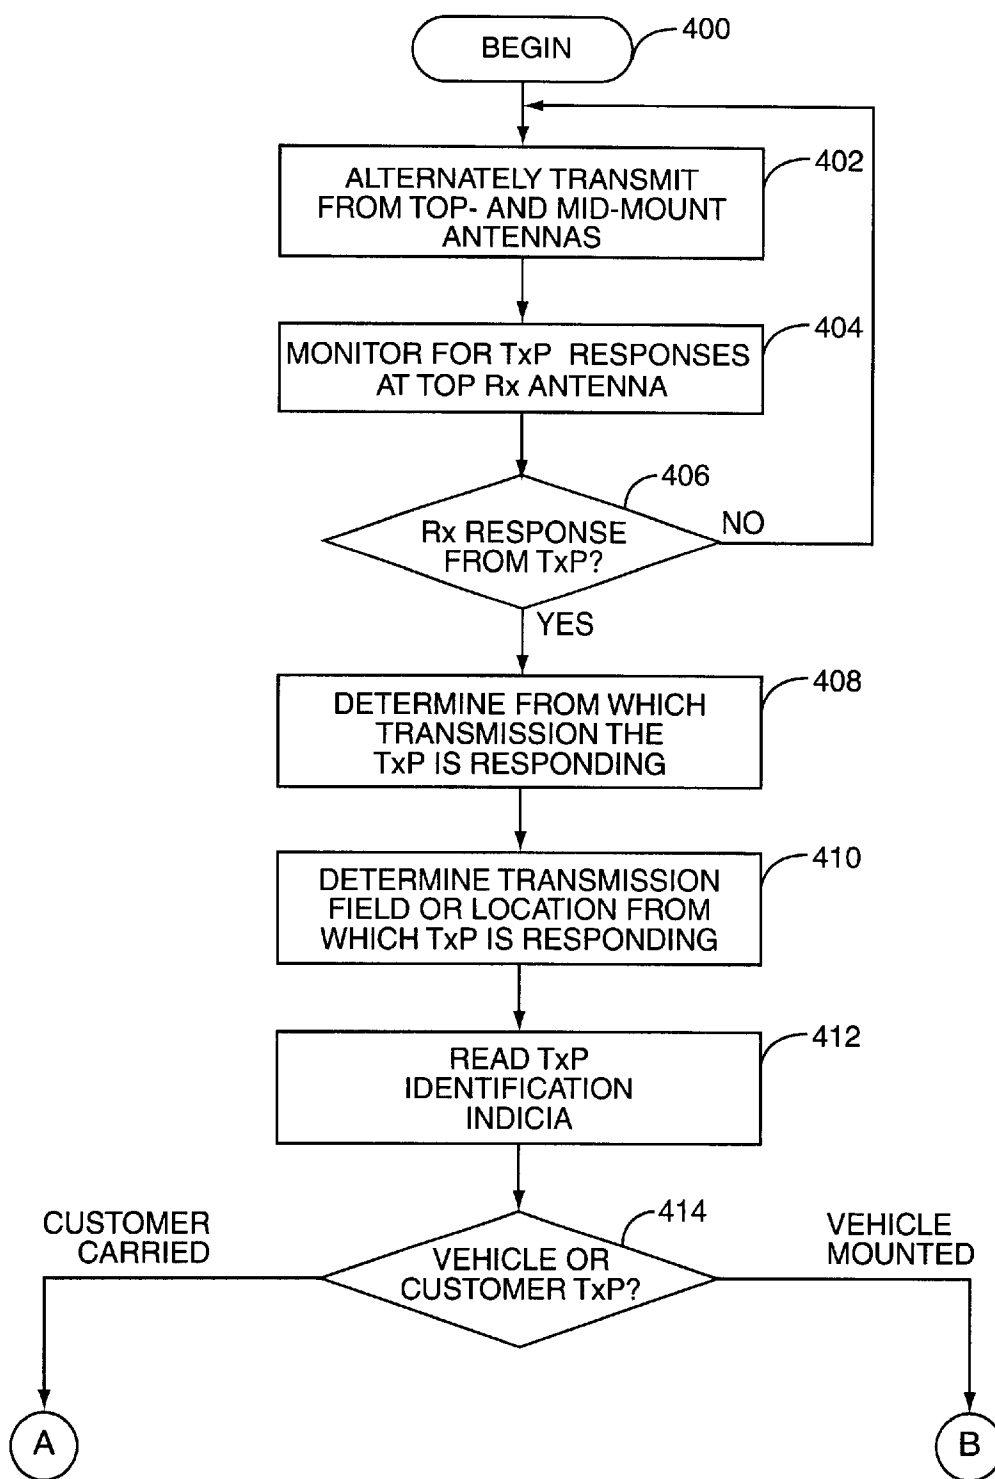 BEGIN
400
ALTERNATELY TRANSMIT
FROM TOP- AND MID-MOUNT
ANTENNAS
402
MONITOR FOR TxP RESPONSES
AT TOP Rx ANTENNA
404
406
Rx RESPONSE
FROM TxP?
NO
YES
DETERMINE FROM WHICH
TRANSMISSION THE
TxP IS RESPONDING
408
DETERMINE TRANSMISSION
FIELD OR LOCATION FROM
WHICH TxP IS RESPONDING
410
READ TxP
IDENTIFICATION
INDICIA
412
414
VEHICLE OR
CUSTOMER TxP?
CUSTOMER
CARRIED
VEHICLE
MOUNTED
A
B